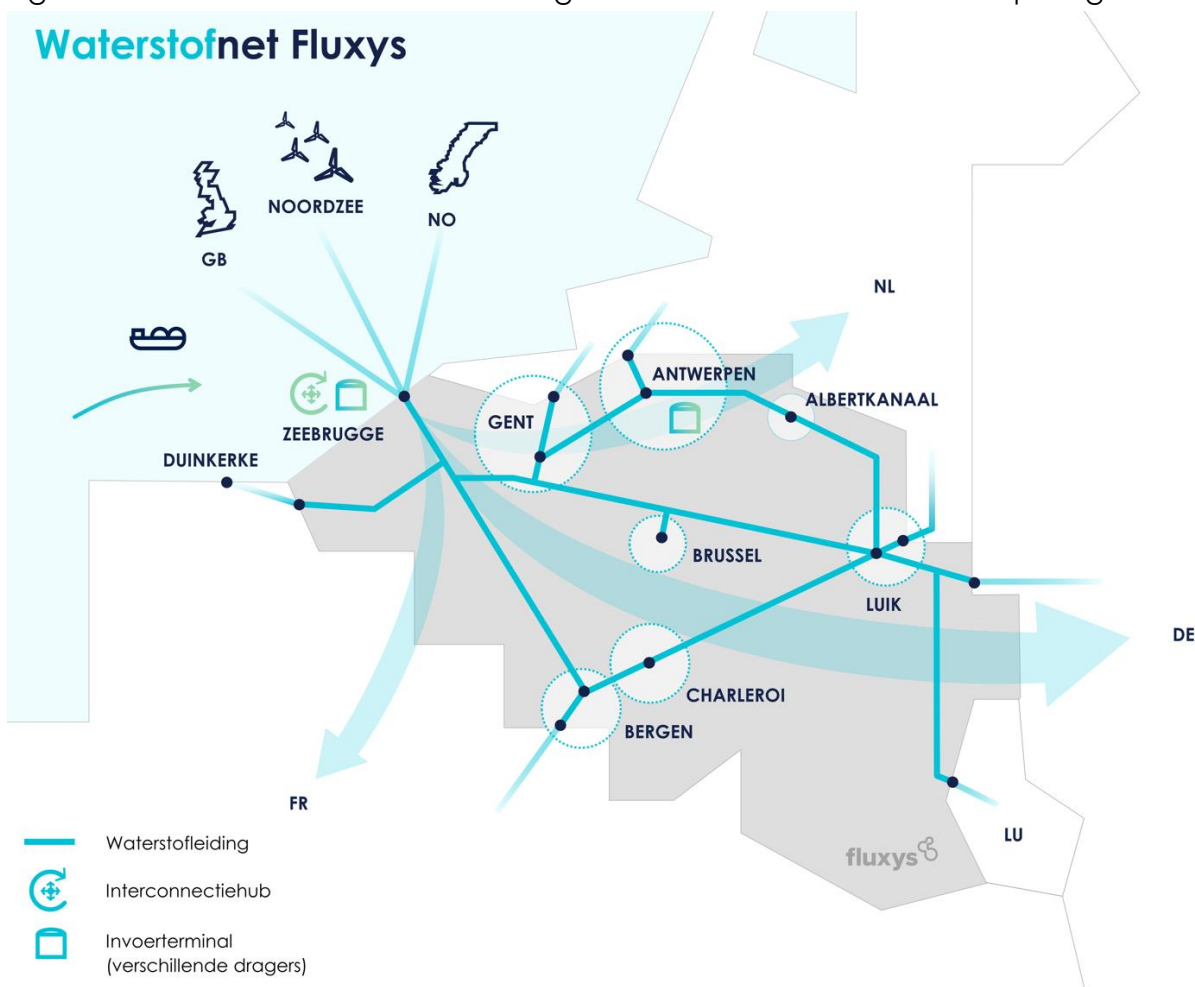 Waterstofnet Fluxys
NOORDZEE
NO
GB
NL
ANTWERPEN
ALBERTKANAAL
GENT
ZEEBRUGGE
DUINKERKE
BRUSSEL
LUIK
DE
CHARLEROI
BERGEN
FR
LU
fluxys
Waterstofleiding
Interconnectiehub
Invoerterminal
(verschillende dragers)